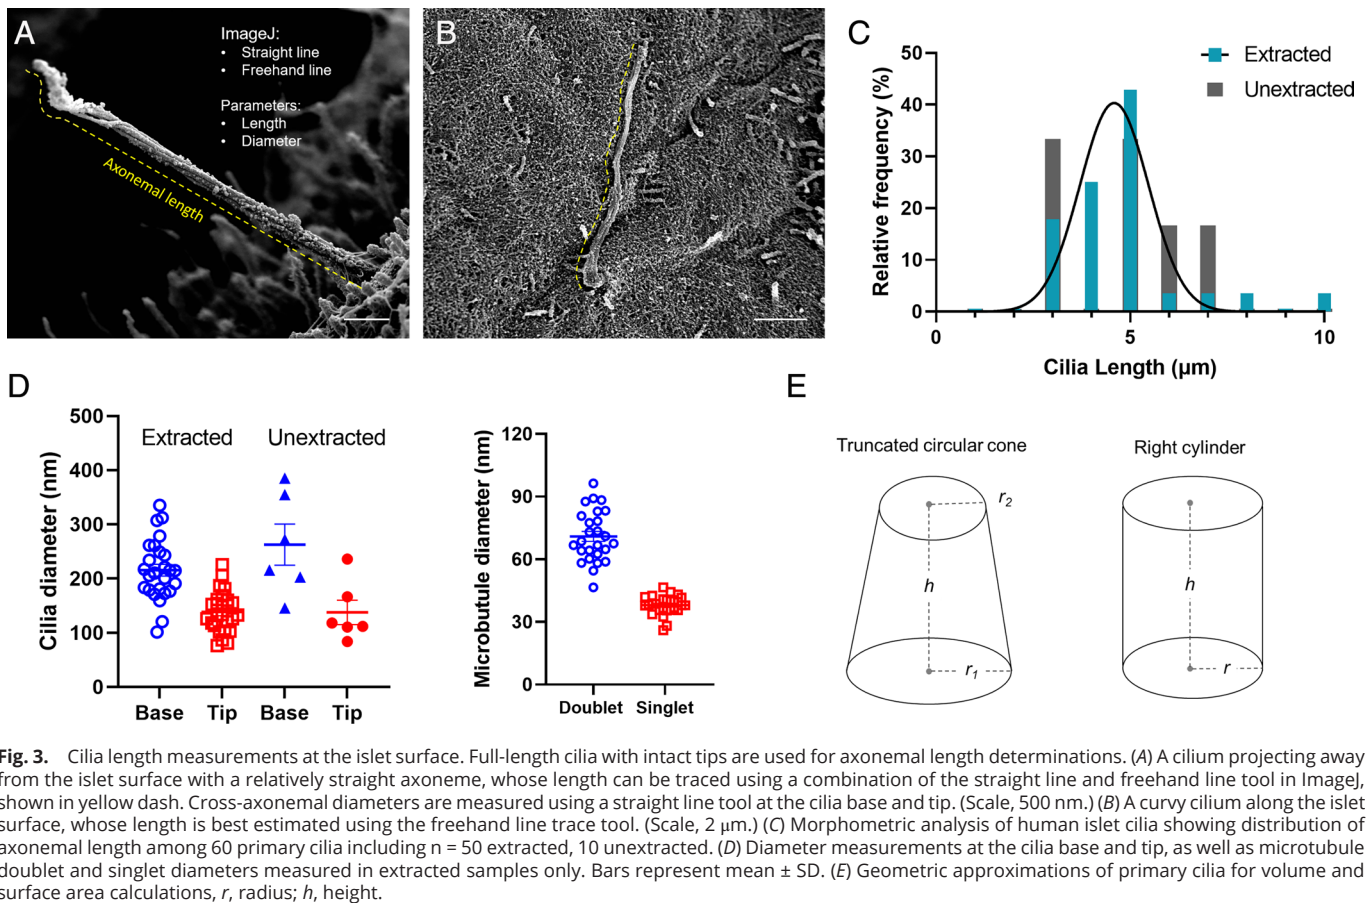 A
ImageJ:
• Straight line
• Freehand line
Parameters:
• Length
• Diameter
Axonemal length
B
C
Extracted
Unextracted
Relative frequency (%)
50
40
30
20
10
0
0 5 10
Cilia Length (µm)
D
Cilia diameter (nm)
500
400
300
200
100
0
Extracted Unextracted
Base Tip Base Tip
Microbutule diameter (nm)
120
90
60
30
0
Doublet Singlet
E
Truncated circular cone
r2
h
r1
Right cylinder
h
r
Fig. 3. Cilia length measurements at the islet surface. Full-length cilia with intact tips are used for axonemal length determinations. (A) A cilium projecting away
from the islet surface with a relatively straight axoneme, whose length can be traced using a combination of the straight line and freehand line tool in ImageJ,
shown in yellow dash. Cross-axonemal diameters are measured using a straight line tool at the cilia base and tip. (Scale, 500 nm.) (B) A curvy cilium along the islet
surface, whose length is best estimated using the freehand line trace tool. (Scale, 2 μm.) (C) Morphometric analysis of human islet cilia showing distribution of
axonemal length among 60 primary cilia including n = 50 extracted, 10 unextracted. (D) Diameter measurements at the cilia base and tip, as well as microtubule
doublet and singlet diameters measured in extracted samples only. Bars represent mean ± SD. (E) Geometric approximations of primary cilia for volume and
surface area calculations, r, radius; h, height.